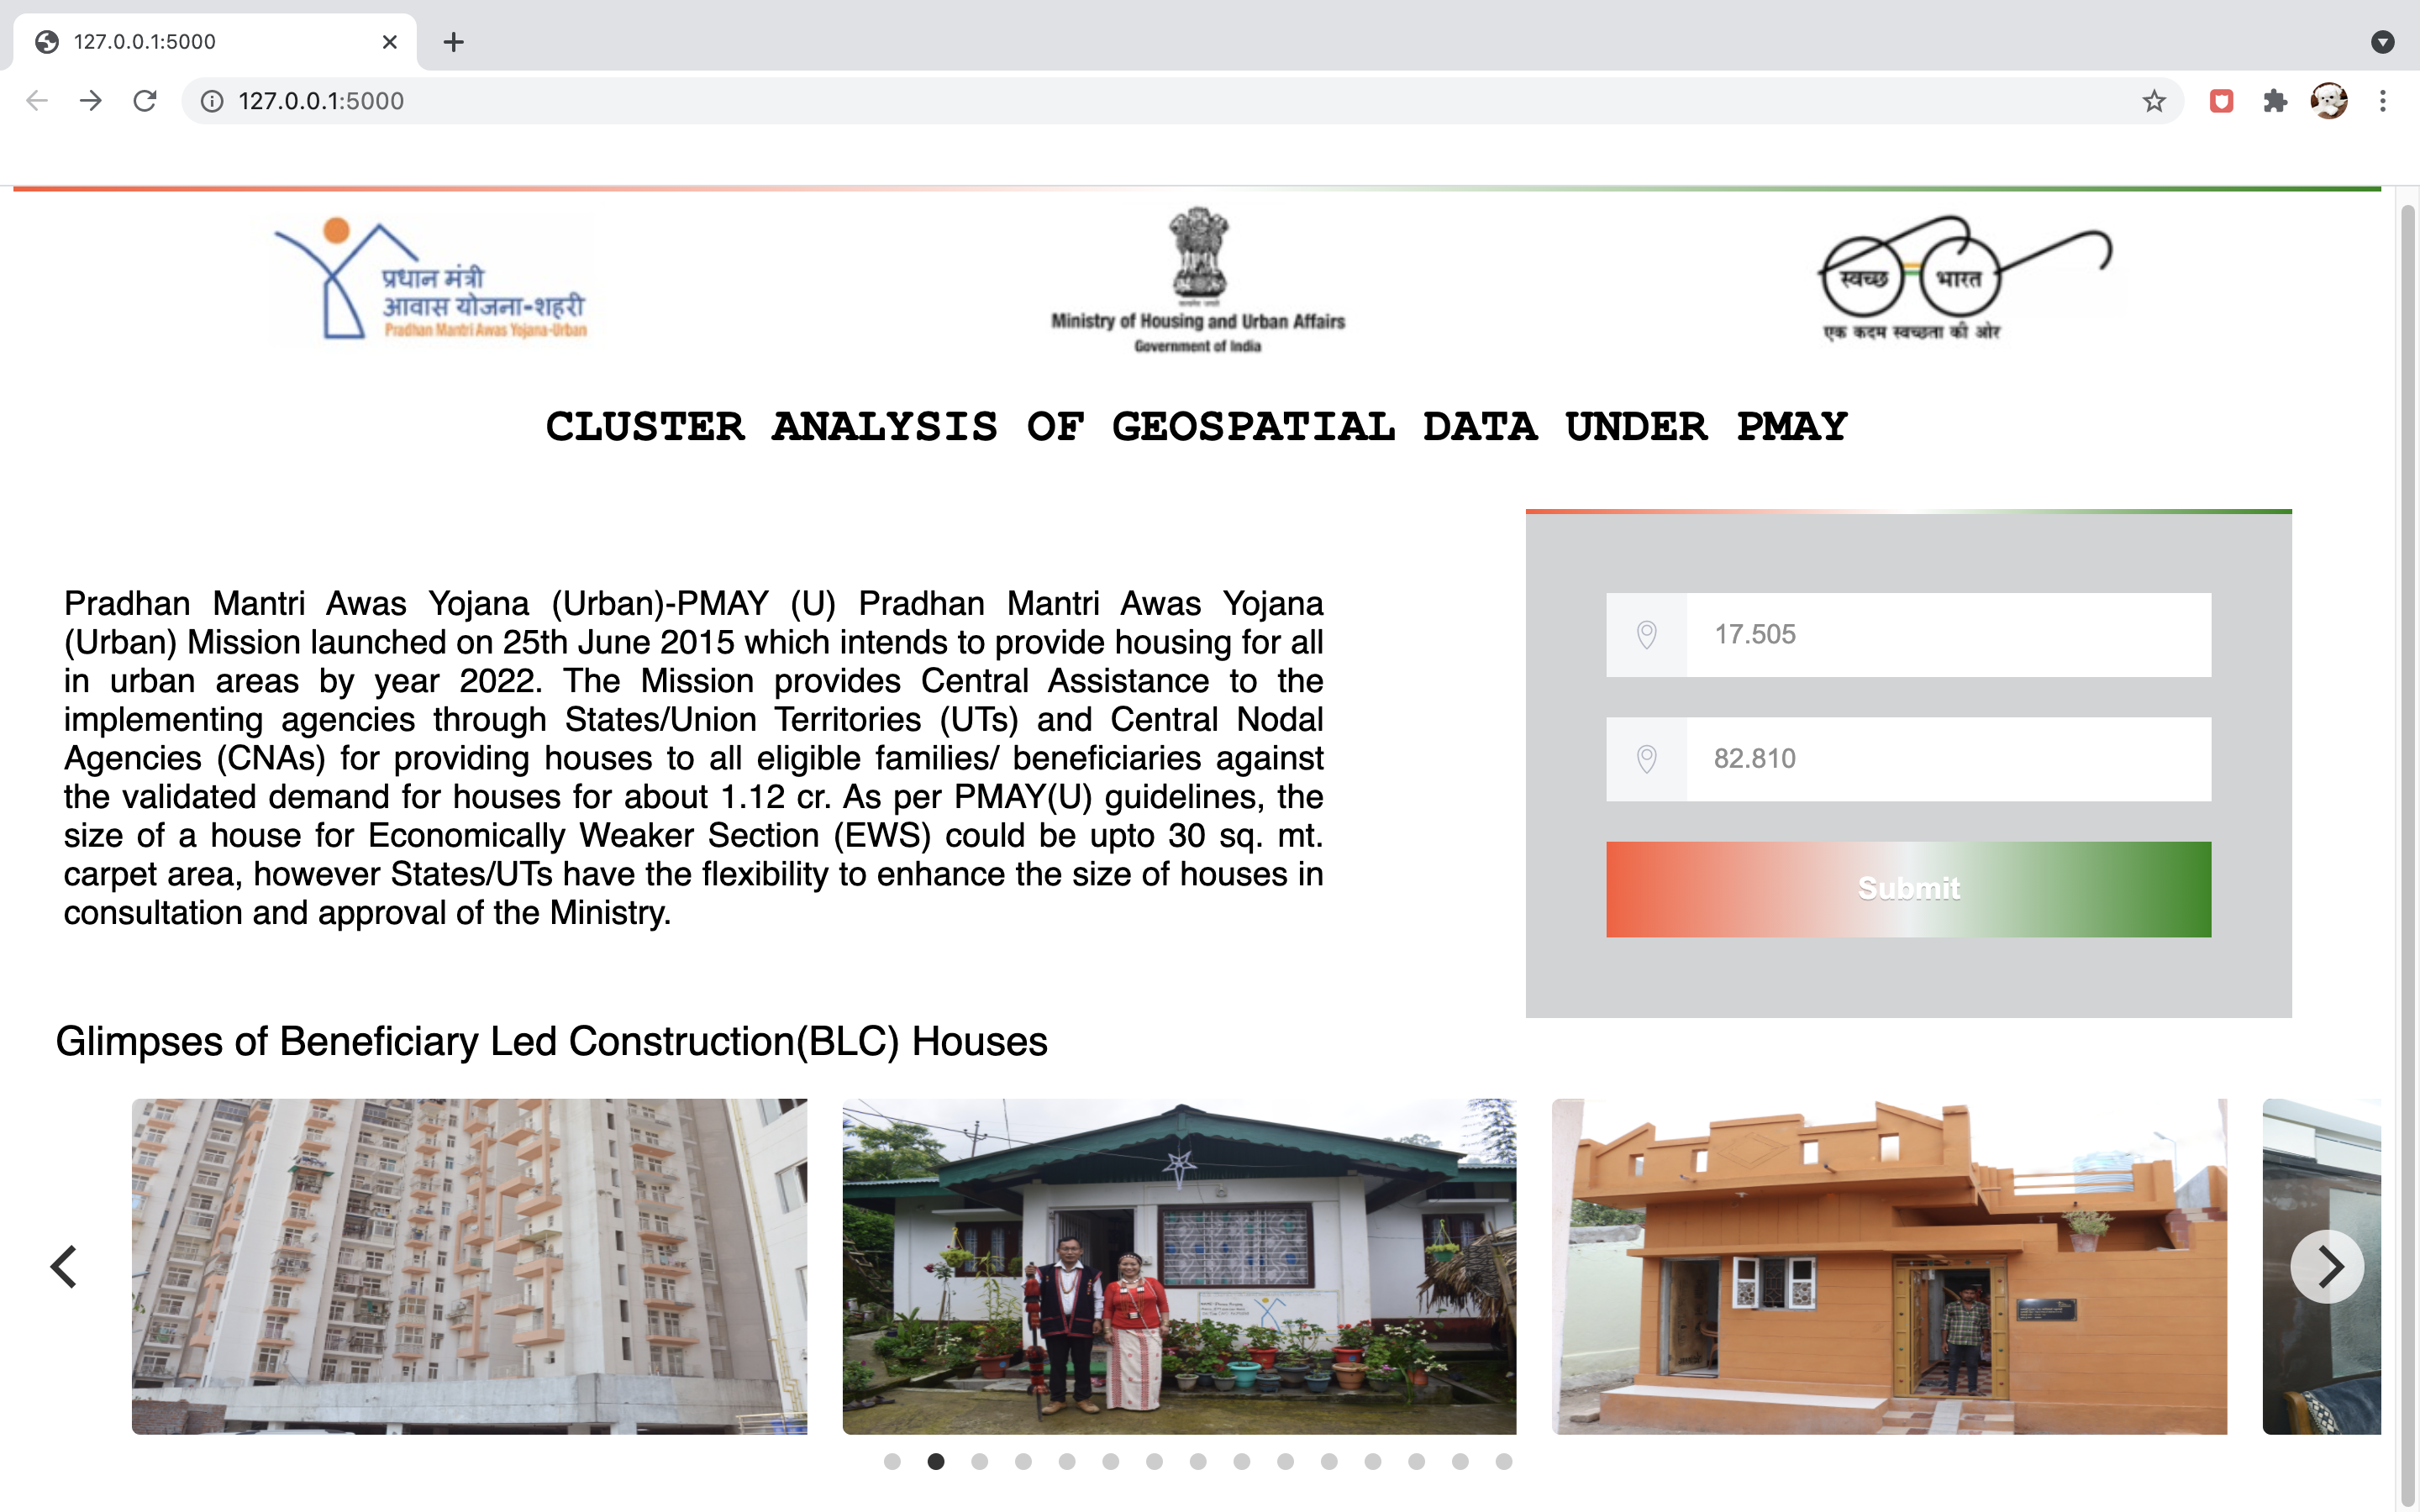 127.0.0.1:5000
127.0.0.1:5000
प्रधान मंत्री
आवास योजना-शहरी
Pradhan Mantri Awas Yojana-Urban
Ministry of Housing and Urban Affairs
Government of India
स्वच्छ भारत
एक कदम स्वच्छता की ओर
CLUSTER ANALYSIS OF GEOSPATIAL DATA UNDER PMAY
Pradhan Mantri Awas Yojana (Urban)-PMAY (U) Pradhan Mantri Awas Yojana
(Urban) Mission launched on 25th June 2015 which intends to provide housing for all
in urban areas by year 2022. The Mission provides Central Assistance to the
implementing agencies through States/Union Territories (UTs) and Central Nodal
Agencies (CNAs) for providing houses to all eligible families/ beneficiaries against
the validated demand for houses for about 1.12 cr. As per PMAY(U) guidelines, the
size of a house for Economically Weaker Section (EWS) could be upto 30 sq. mt.
carpet area, however States/UTs have the flexibility to enhance the size of houses in
consultation and approval of the Ministry.
17.505
82.810
Submit
Glimpses of Beneficiary Led Construction(BLC) Houses